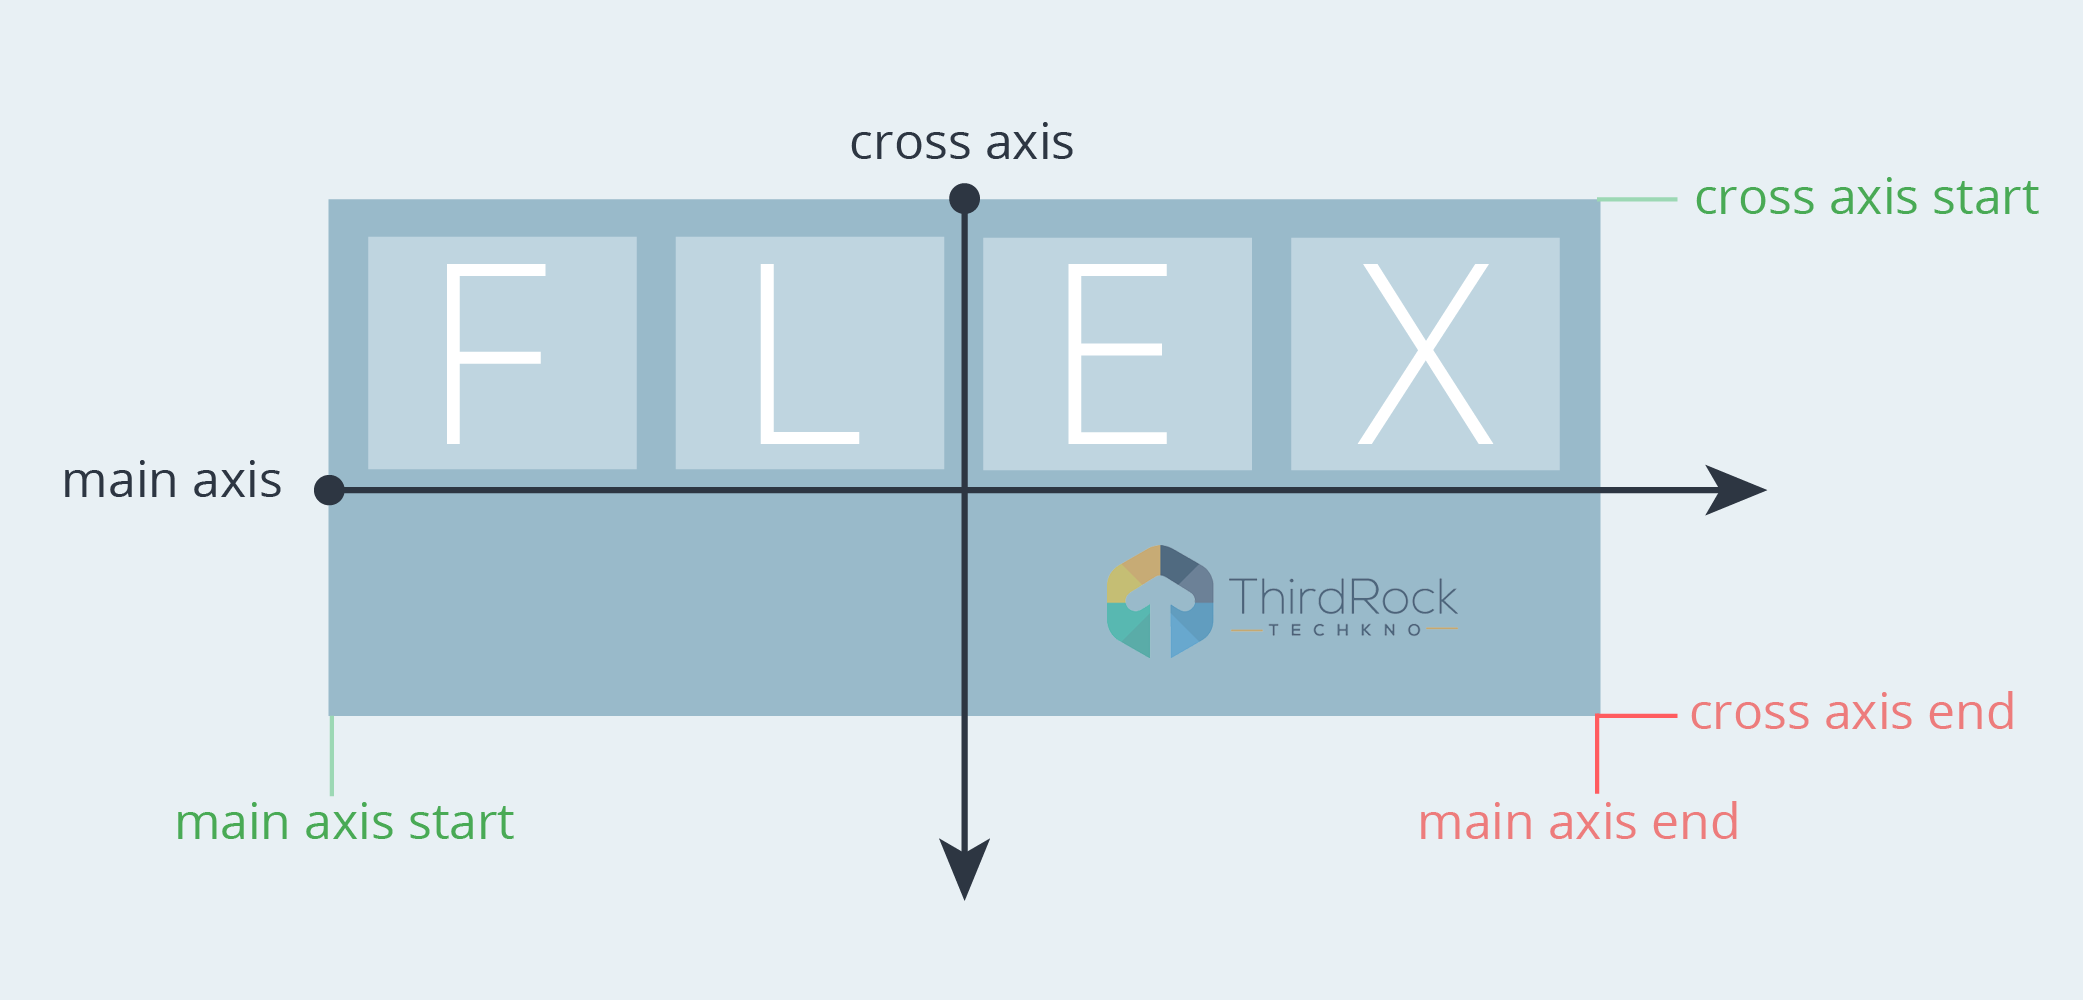 cross axis
cross axis start
F L E X
main axis
ThirdRock
TECHKNO
cross axis end
main axis start
main axis end